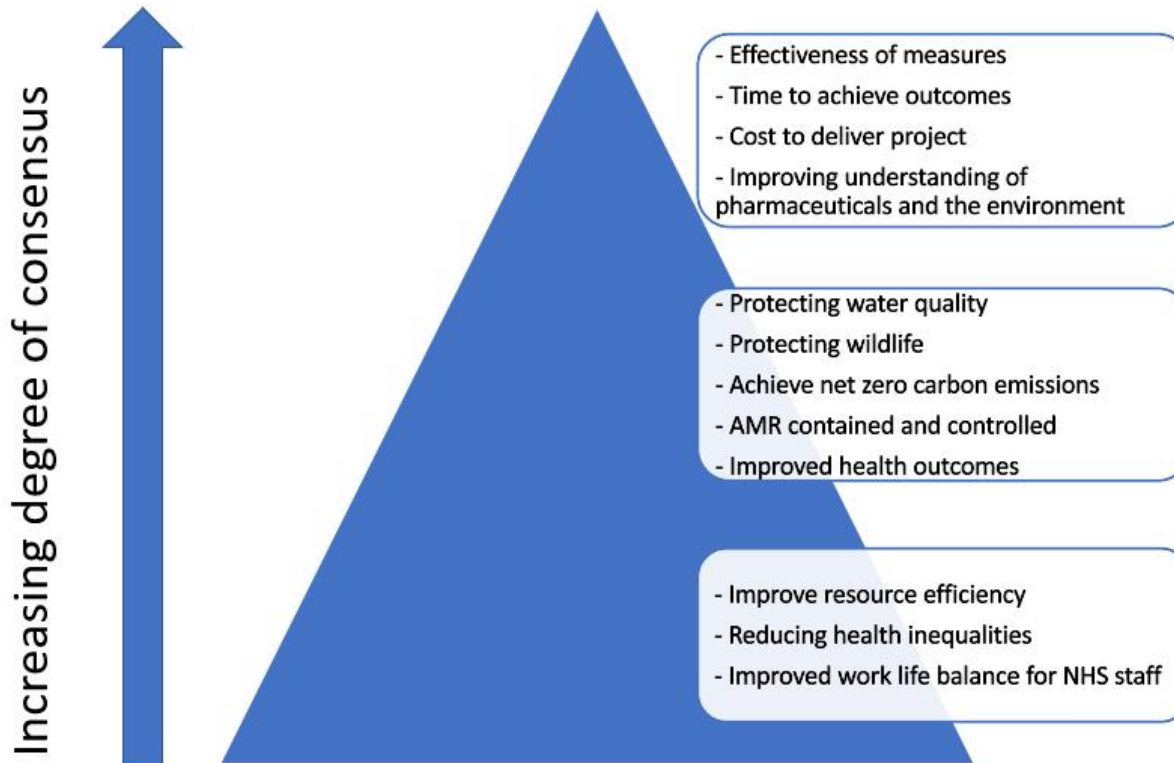 Increasing degree of consensus
- Effectiveness of measures
- Time to achieve outcomes
- Cost to deliver project
- Improving understanding of
pharmaceuticals and the environment
- Protecting water quality
- Protecting wildlife
- Achieve net zero carbon emissions
- AMR contained and controlled
- Improved health outcomes
- Improve resource efficiency
- Reducing health inequalities
- Improved work life balance for NHS staff